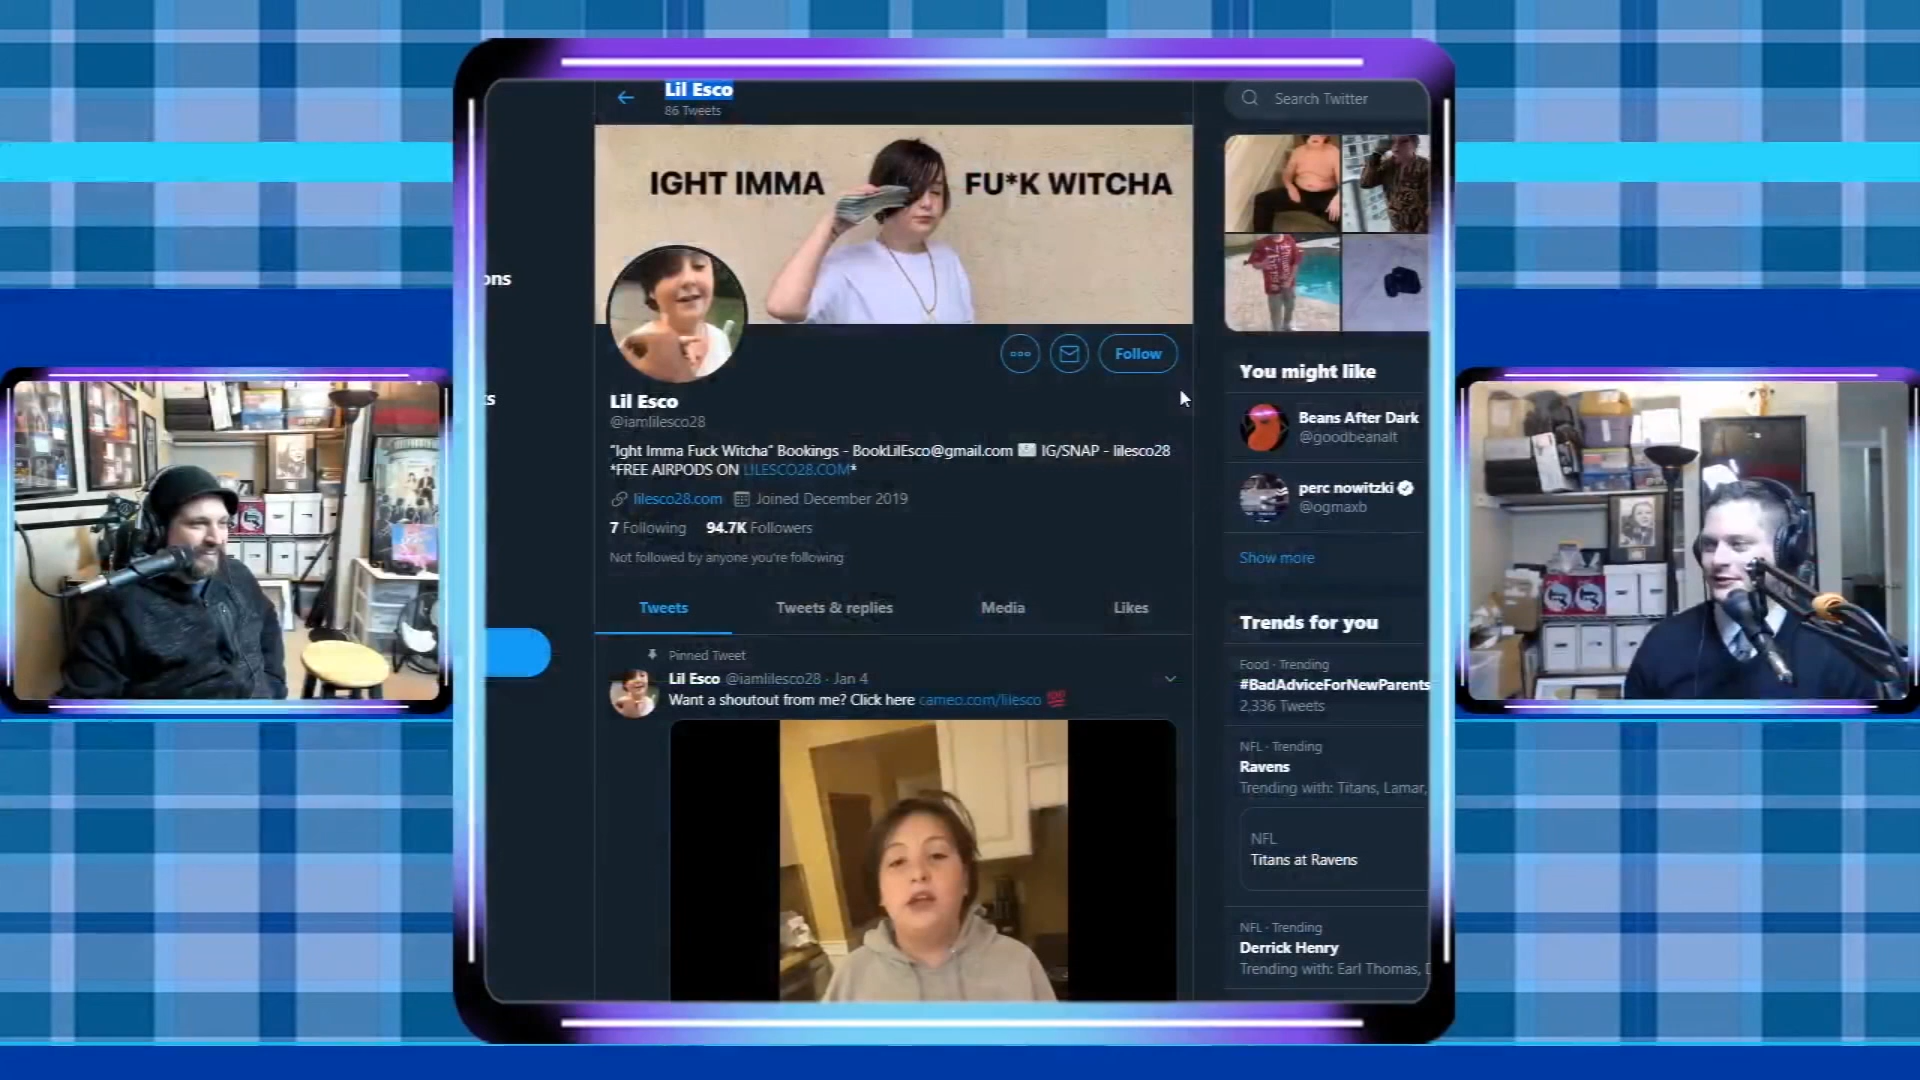 Lil Esco
86 Tweets
Search Twitter
IGHT IMMA
FU*K WITCHA
ons
ts
Follow
Lil Esco
@iamlilesco28
"Ight Imma Fuck Witcha" Bookings - BookLilEsco@gmail.com IG/SNAP - lilesco28
*FREE AIRPODS ON LILESCO28.COM*
lilesco28.com Joined December 2019
7 Following 94.7K Followers
Not followed by anyone you're following
Tweets Tweets & replies Media Likes
Pinned Tweet
Lil Esco @iamlilesco28 · Jan 4
Want a shoutout from me? Click here cameo.com/lilesco 💯
You might like
Beans After Dark
@goodbeanalt
perc nowitzki
@ogmaxb
Show more
Trends for you
Food · Trending
#BadAdviceForNewParents
2,336 Tweets
NFL · Trending
Ravens
Trending with: Titans, Lamar,
NFL
Titans at Ravens
NFL · Trending
Derrick Henry
Trending with: Earl Thomas,